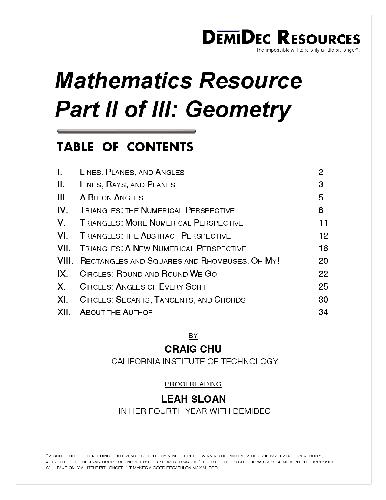 DEMIDEC RESOURCES
Mathematics Resource
Part II of III: Geometry
TABLE OF CONTENTS
I. LINES, PLANES, AND ANGLES 2
II. LINES, RAYS, AND PLANES 3
III. A BIT ON ANGLES 5
IV. TRIANGLES: THE NUMERICAL PERSPECTIVE 8
V. TRIANGLES: MORE NUMERICAL PERSPECTIVE 11
VI. TRIANGLES: THE ABSTRACT PERSPECTIVE 12
VII. TRIANGLES: A NEW NUMERICAL PERSPECTIVE 16
VIII. RECTANGLES AND SQUARES AND RHOMBUSES, OH MY! 20
IX. CIRCLES: ROUND AND ROUND WE GO 22
X. CIRCLES: ANGLES OF EVERY SORT 25
XI. CIRCLES: SECANTS, TANGENTS, AND CHORDS 30
XII. ABOUT THE AUTHOR 34
BY
CRAIG CHU
CALIFORNIA INSTITUTE OF TECHNOLOGY
PROOFREADING
LEAH SLOAN
IN HER FOURTH YEAR WITH DEMIDEC